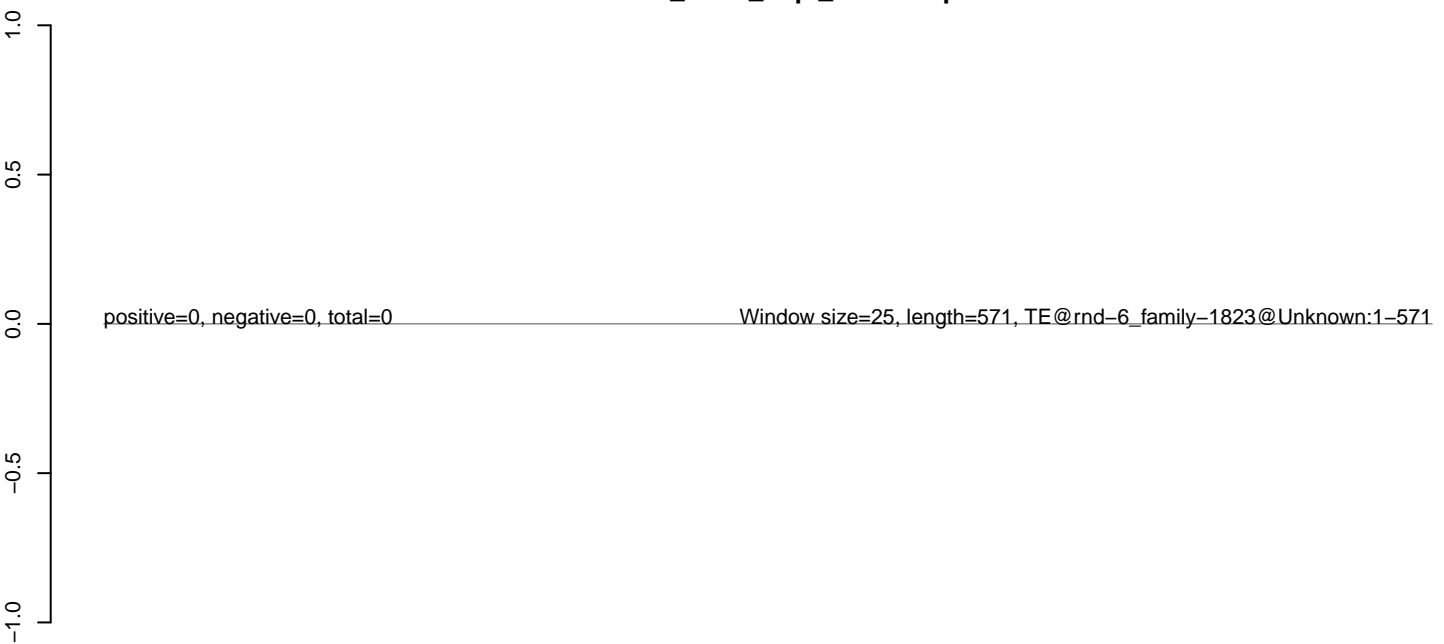 1.0
0.5
positive=0, negative=0, total=0
Window size=25, length=571, TE@rnd−6_family−1823@Unknown:1−571
0.0
−0.5
−1.0